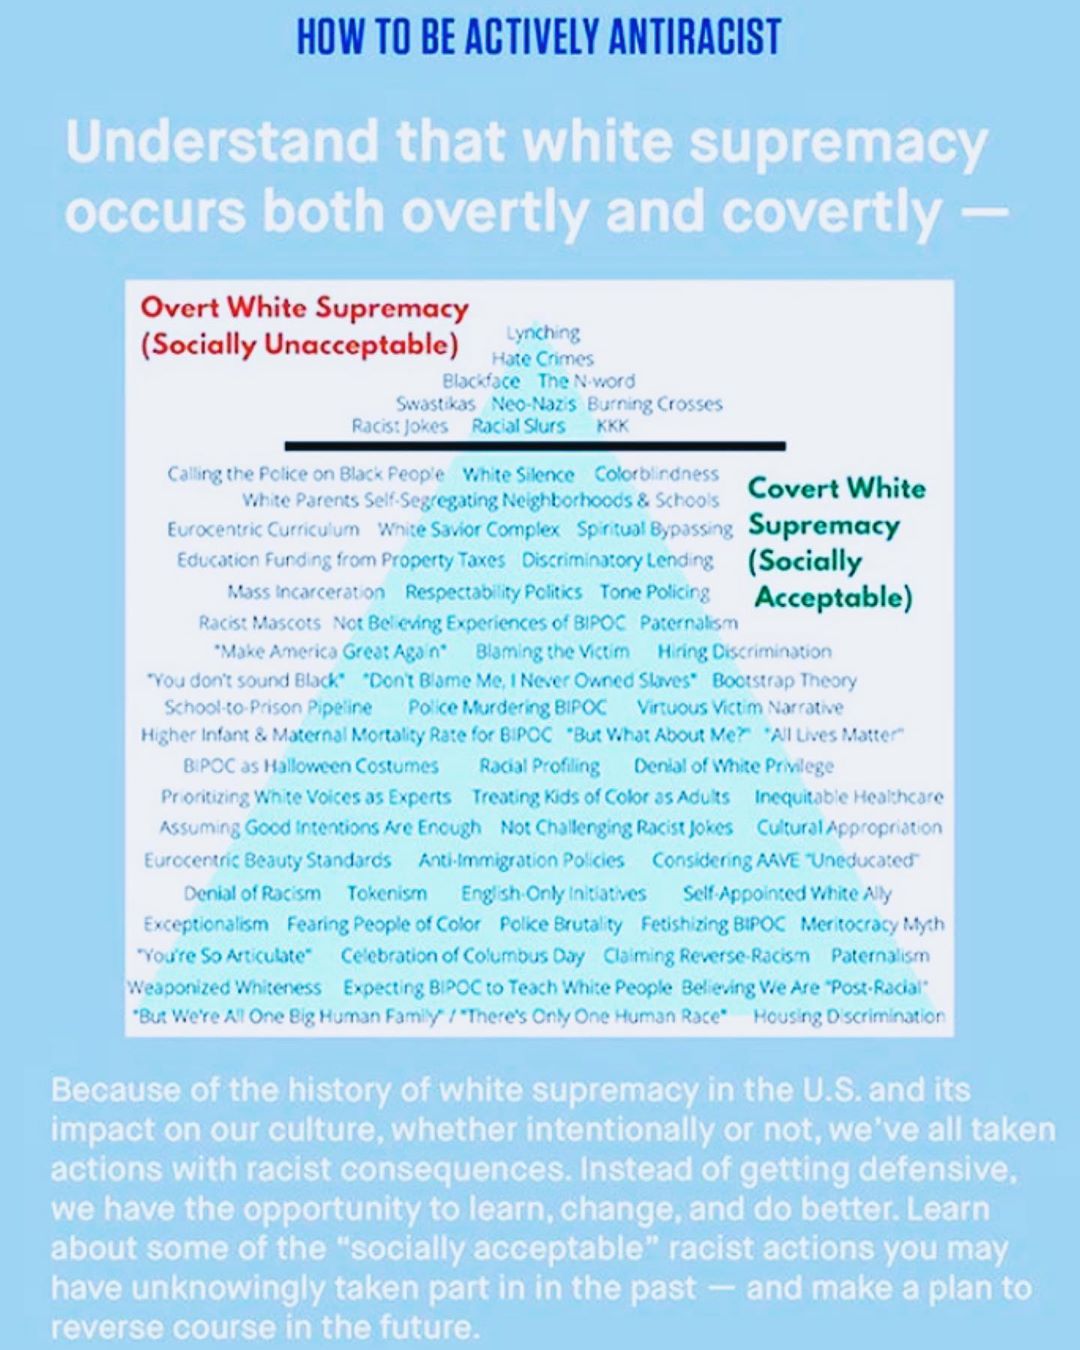 HOW TO BE ACTIVELY ANTIRACIST
Understand that white supremacy
occurs both overtly and covertly —
Overt White Supremacy
(Socially Unacceptable)
Lynching
Hate Crimes
Blackface The N-word
Swastikas Neo-Nazis Burning Crosses
Racist Jokes Racial Slurs KKK
Calling the Police on Black People White Silence Colorblindness
White Parents Self-Segregating Neighborhoods & Schools
Eurocentric Curriculum White Savior Complex Spiritual Bypassing
Education Funding from Property Taxes Discriminatory Lending
Mass Incarceration Respectability Politics Tone Policing
Racist Mascots Not Believing Experiences of BIPOC Paternalism
"Make America Great Again" Blaming the Victim Hiring Discrimination
"You don't sound Black" "Don't Blame Me, I Never Owned Slaves" Bootstrap Theory
School-to-Prison Pipeline Police Murdering BIPOC Virtuous Victim Narrative
Higher Infant & Maternal Mortality Rate for BIPOC "But What About Me?" "All Lives Matter"
BIPOC as Halloween Costumes Racial Profiling Denial of White Privilege
Prioritizing White Voices as Experts Treating Kids of Color as Adults Inequitable Healthcare
Assuming Good Intentions Are Enough Not Challenging Racist Jokes Cultural Appropriation
Eurocentric Beauty Standards Anti-Immigration Policies Considering AAVE "Uneducated"
Denial of Racism Tokenism English-Only Initiatives Self-Appointed White Ally
Exceptionalism Fearing People of Color Police Brutality Fetishizing BIPOC Meritocracy Myth
"You're So Articulate" Celebration of Columbus Day Claiming Reverse-Racism Paternalism
Weaponized Whiteness Expecting BIPOC to Teach White People Believing We Are "Post-Racial"
"But We're All One Big Human Family" / "There's Only One Human Race" Housing Discrimination
Covert White
Supremacy
(Socially
Acceptable)
Because of the history of white supremacy in the U.S. and its
impact on our culture, whether intentionally or not, we've all taken
actions with racist consequences. Instead of getting defensive,
we have the opportunity to learn, change, and do better. Learn
about some of the "socially acceptable" racist actions you may
have unknowingly taken part in in the past — and make a plan to
reverse course in the future.